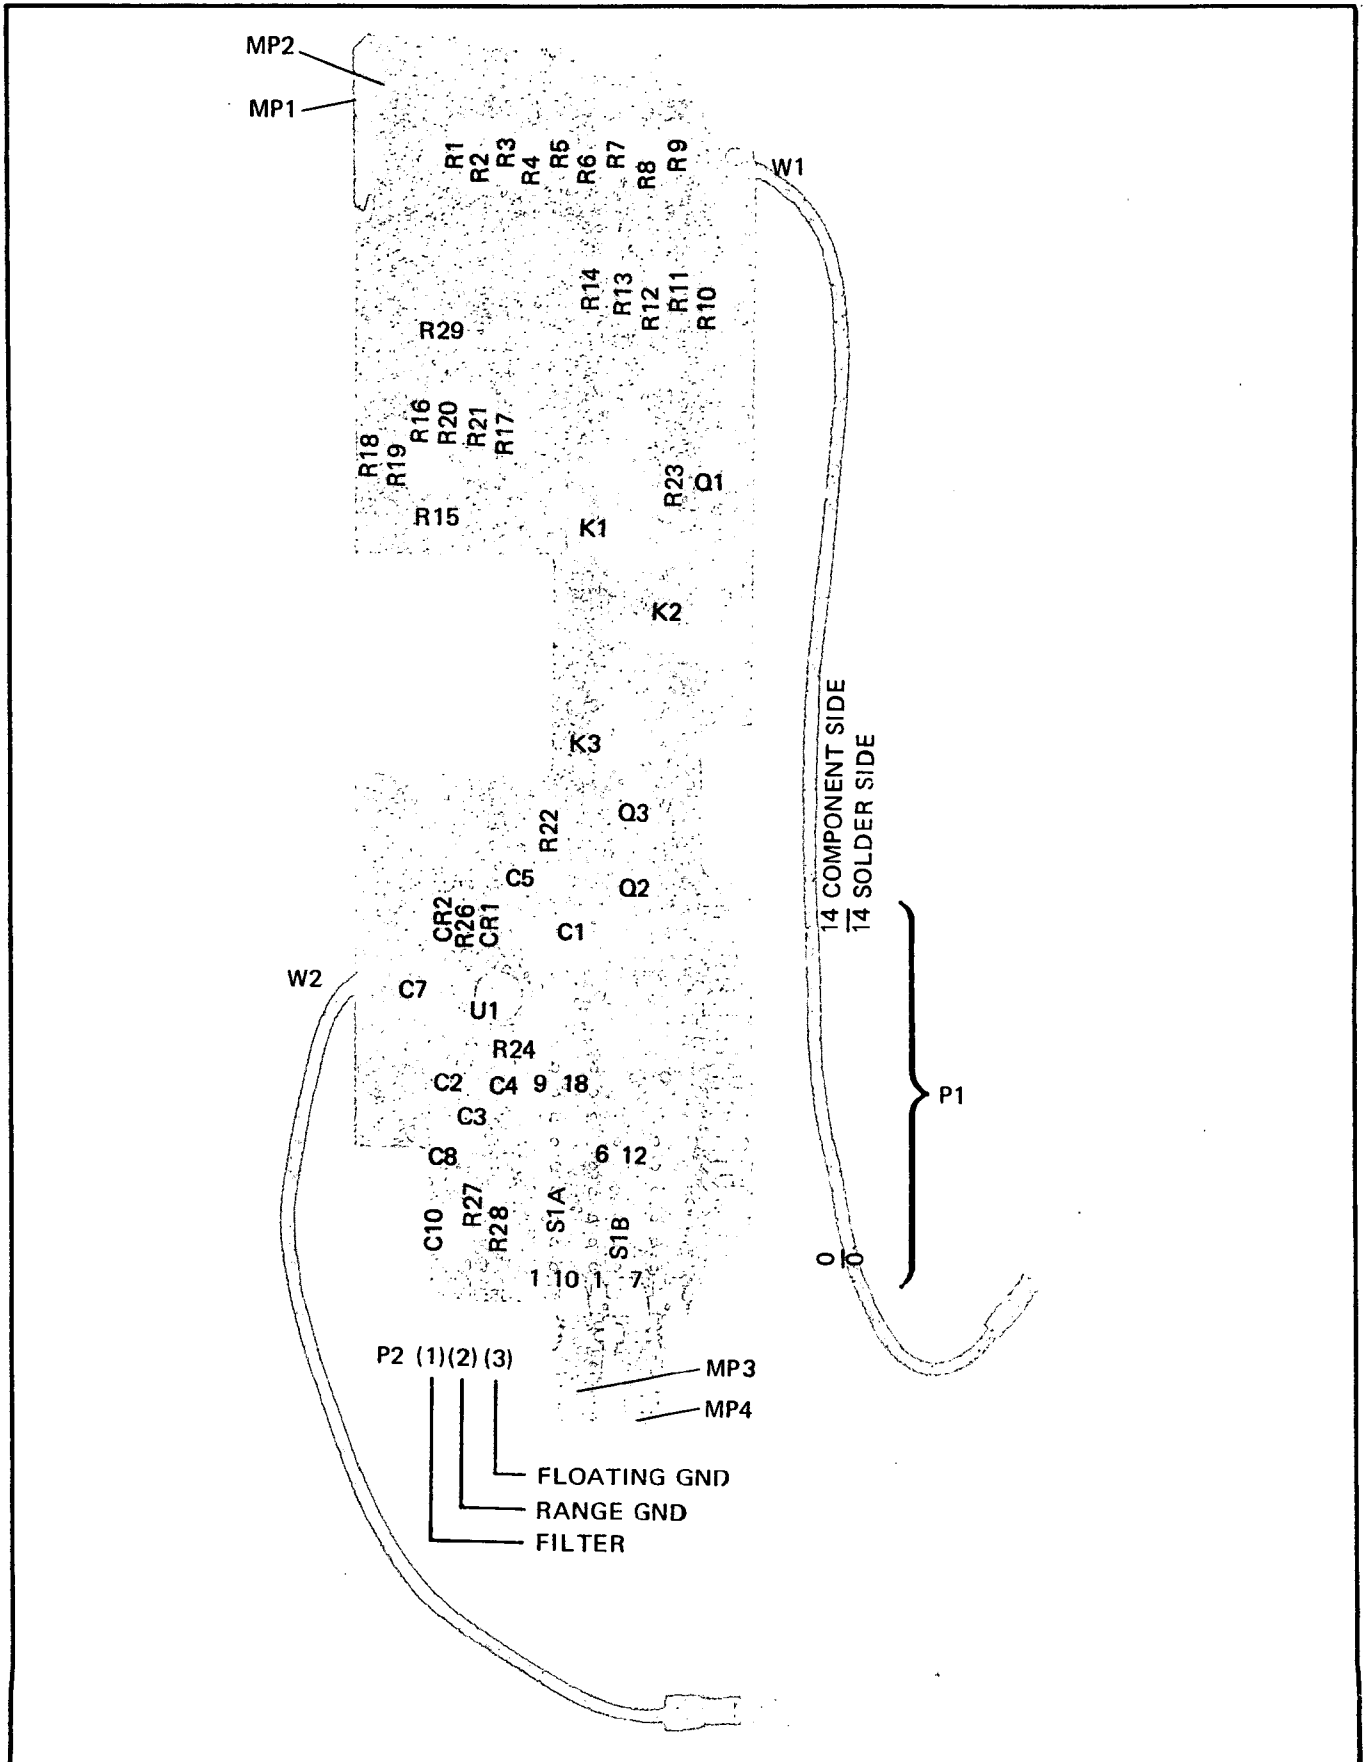 MP2
MP1
R1
R2
R3
R4
R5
R6
R7
R8
R9
W1
R14
R13
R12
R11
R10
R29
R18
R19
R16
R20
R21
R17
R23
Q1
R15
K1
K2
K3
14 COMPONENT SIDE
14 SOLDER SIDE
R22
Q3
C5
Q2
CR2
R26
CR1
C1
W2
C7
U1
R24
C2
C4
9
18
P1
C3
C8
6
12
C10
R27
R28
S1A
S1B
0
0
1
10
1
7
P2 (1)(2)(3)
MP3
MP4
FLOATING GND
RANGE GND
FILTER